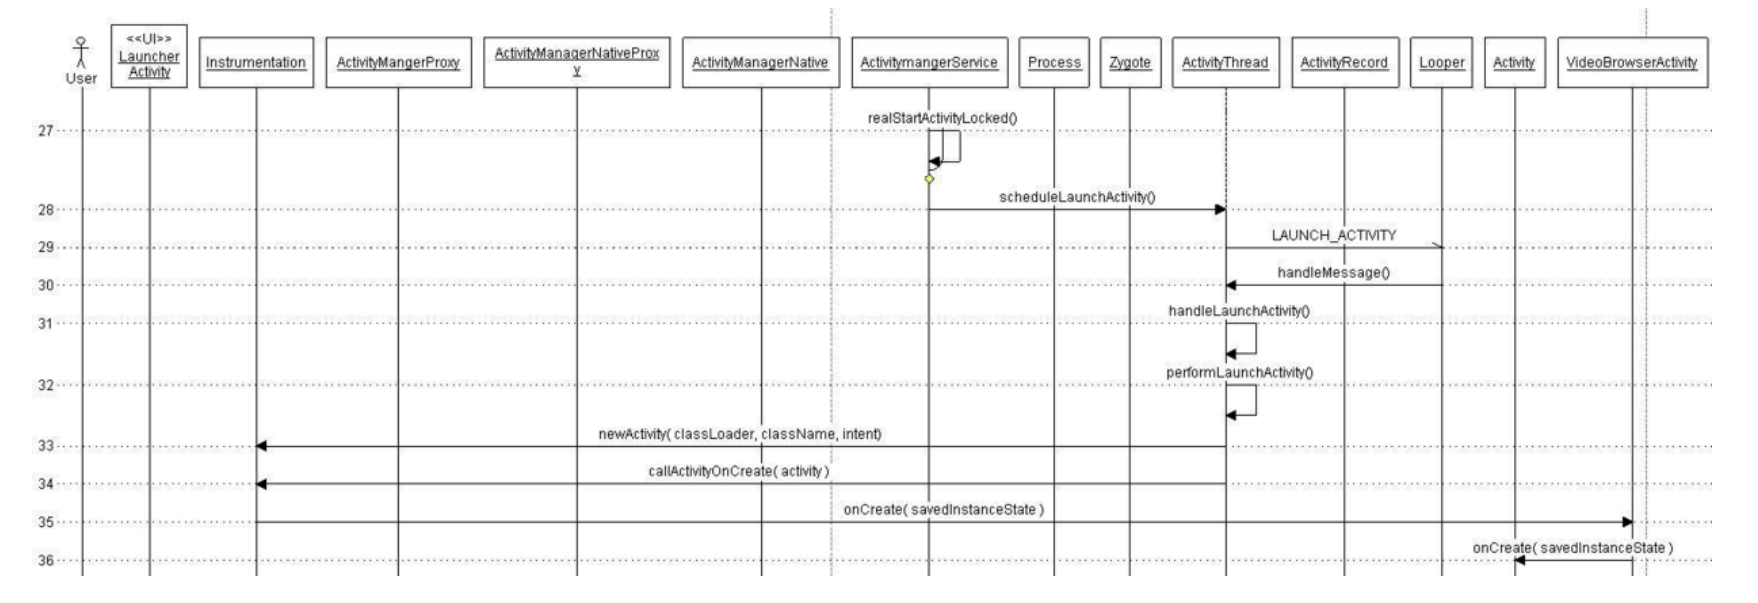 <<UI>>
Launcher
Activity
User
Instrumentation
ActivityMangerProxy
ActivityManagerNativeProx
y
ActivityManagerNative
ActivitymangerService
Process
Zygote
ActivityThread
ActivityRecord
Looper
Activity
VideoBrowserActivity
realStartActivityLocked()
27
scheduleLaunchActivity()
28
LAUNCH_ACTIVITY
29
handleMessage()
30
handleLaunchActivity()
31
performLaunchActivity()
32
newActivity( classLoader, className, intent)
33
callActivityOnCreate( activity )
34
onCreate( savedInstanceState )
35
onCreate( savedInstanceState )
36